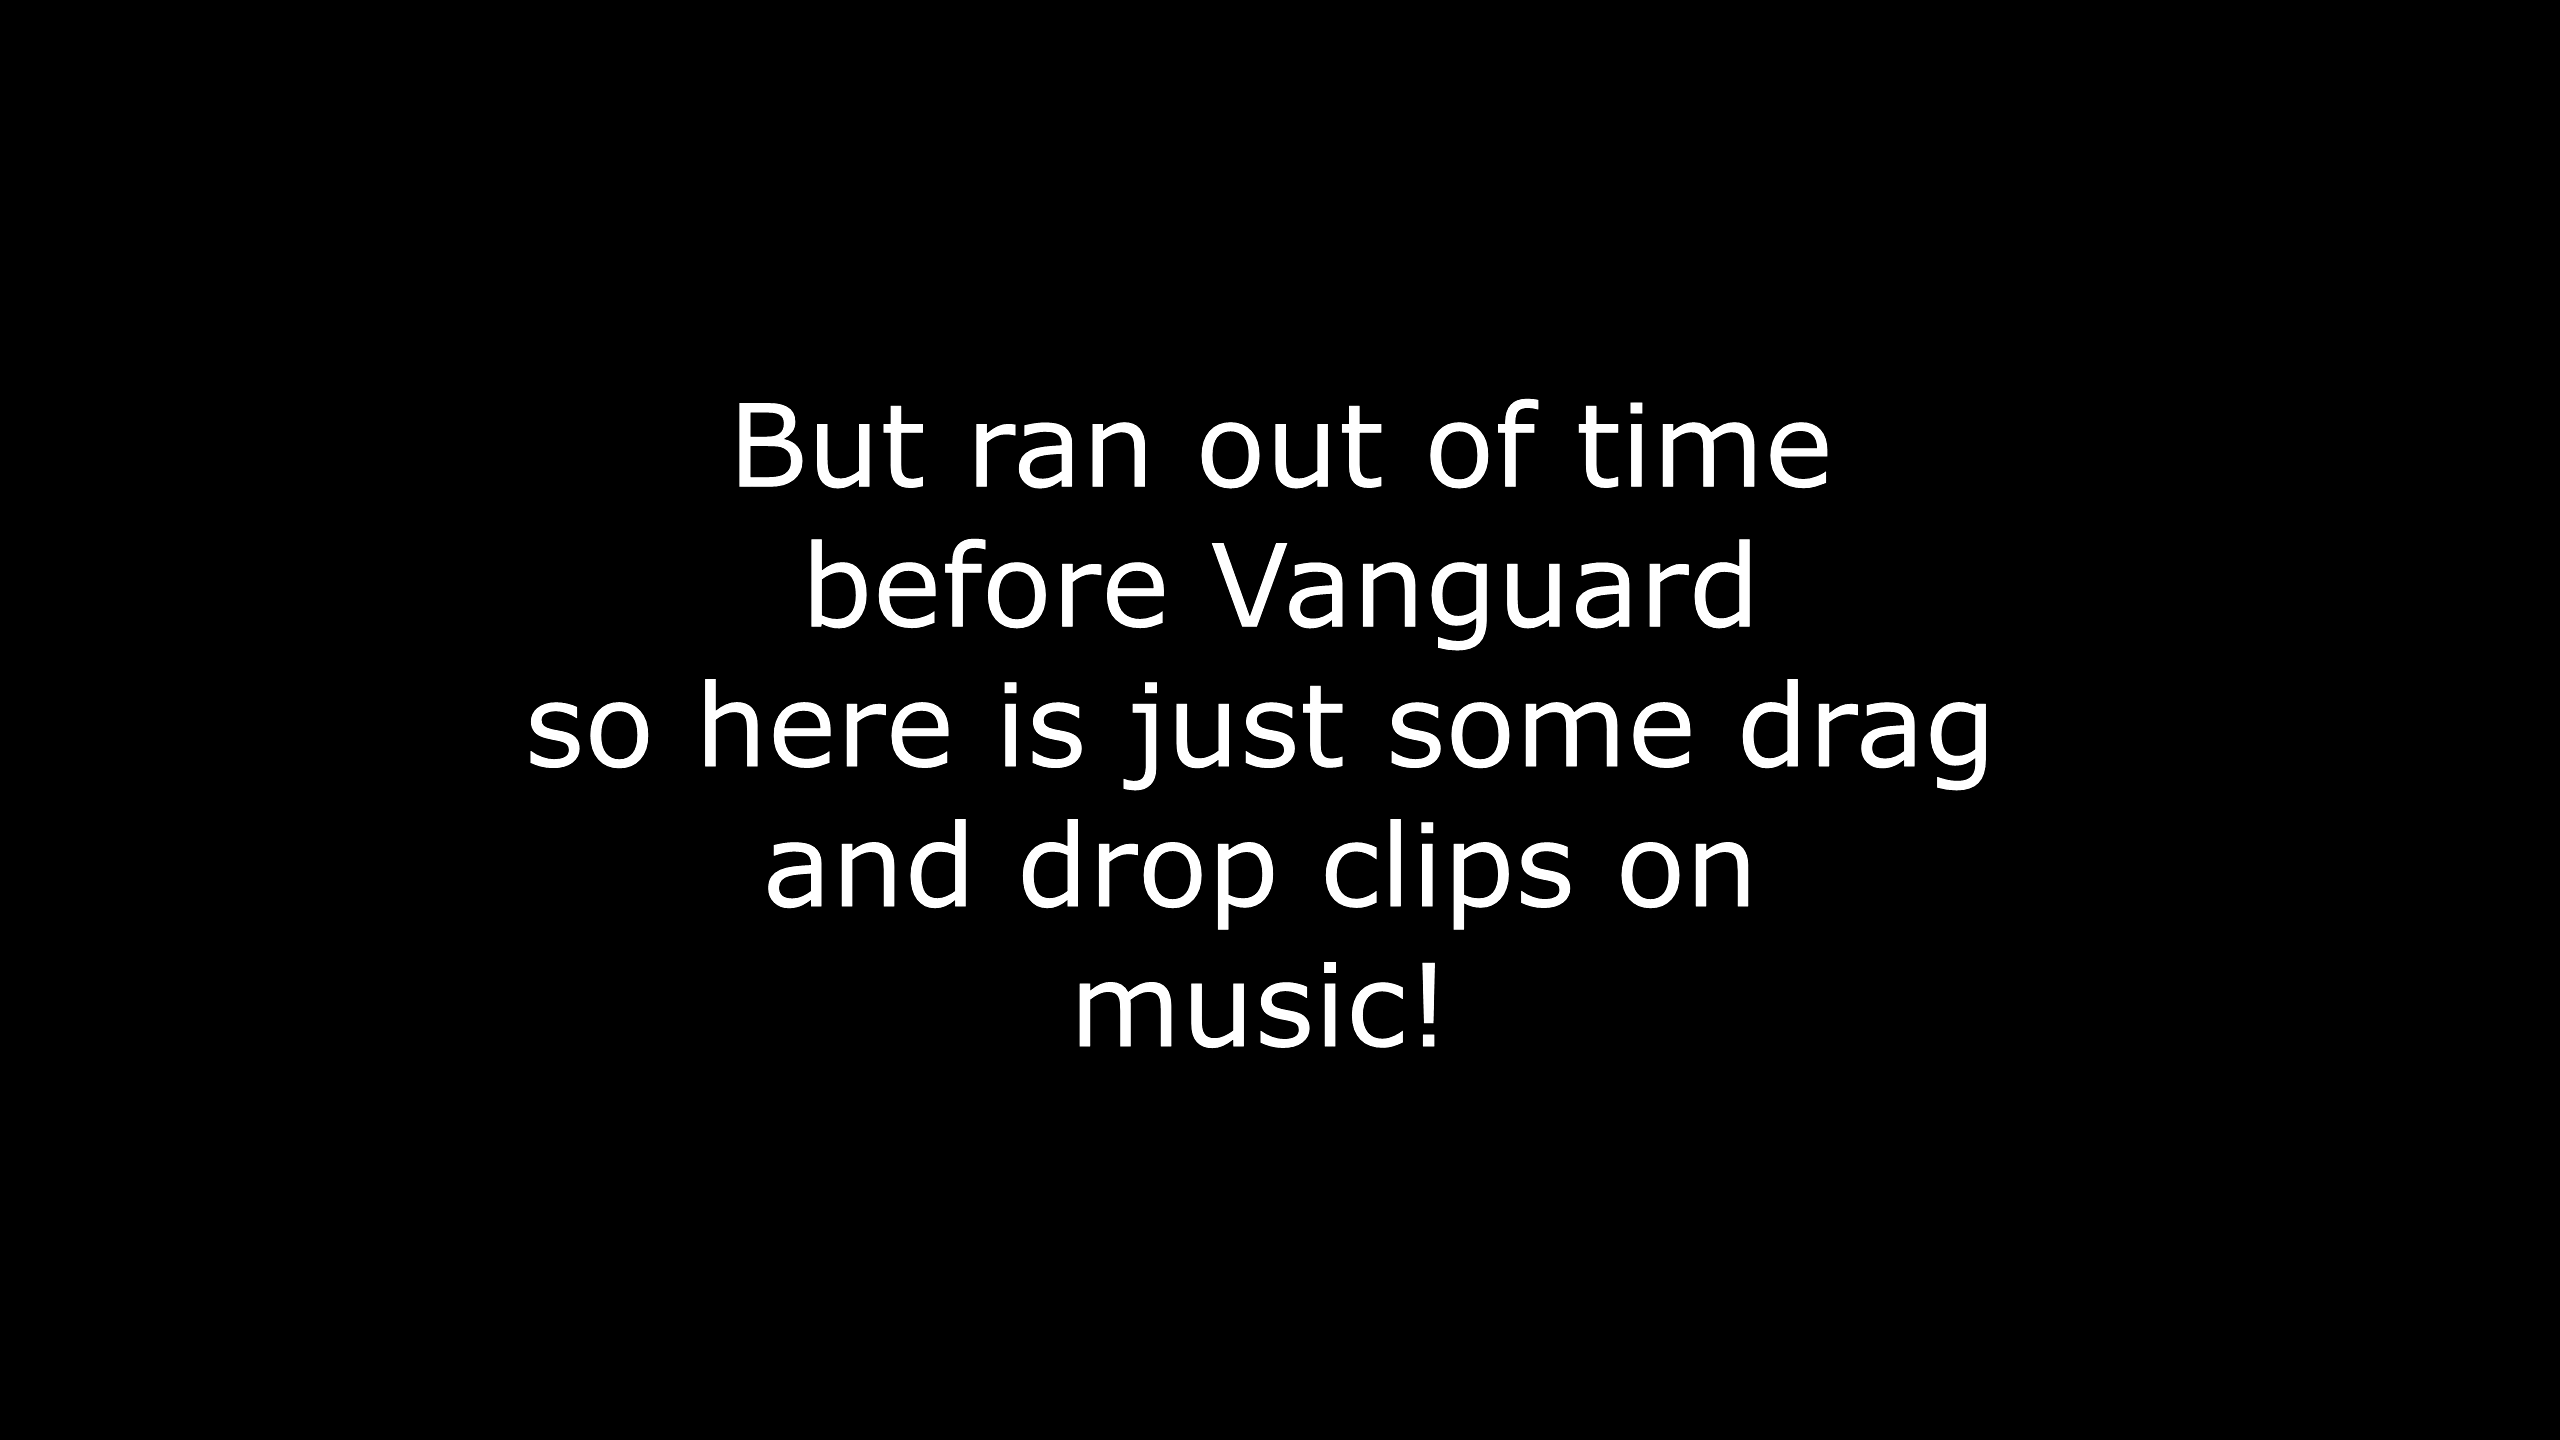 But ran out of time
before Vanguard
so here is just some drag
and drop clips on
music!